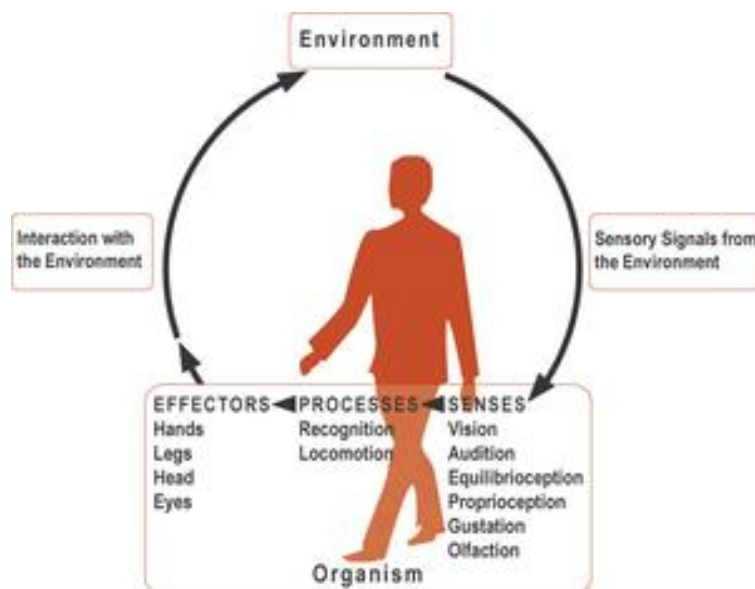 Environment
Interaction with
the Environment
Sensory Signals from
the Environment
EFFECTORS
Hands
Legs
Head
Eyes
PROCESSES
Recognition
Locomotion
SENSES
Vision
Audition
Equilibrioception
Proprioception
Gustation
Olfaction
Organism